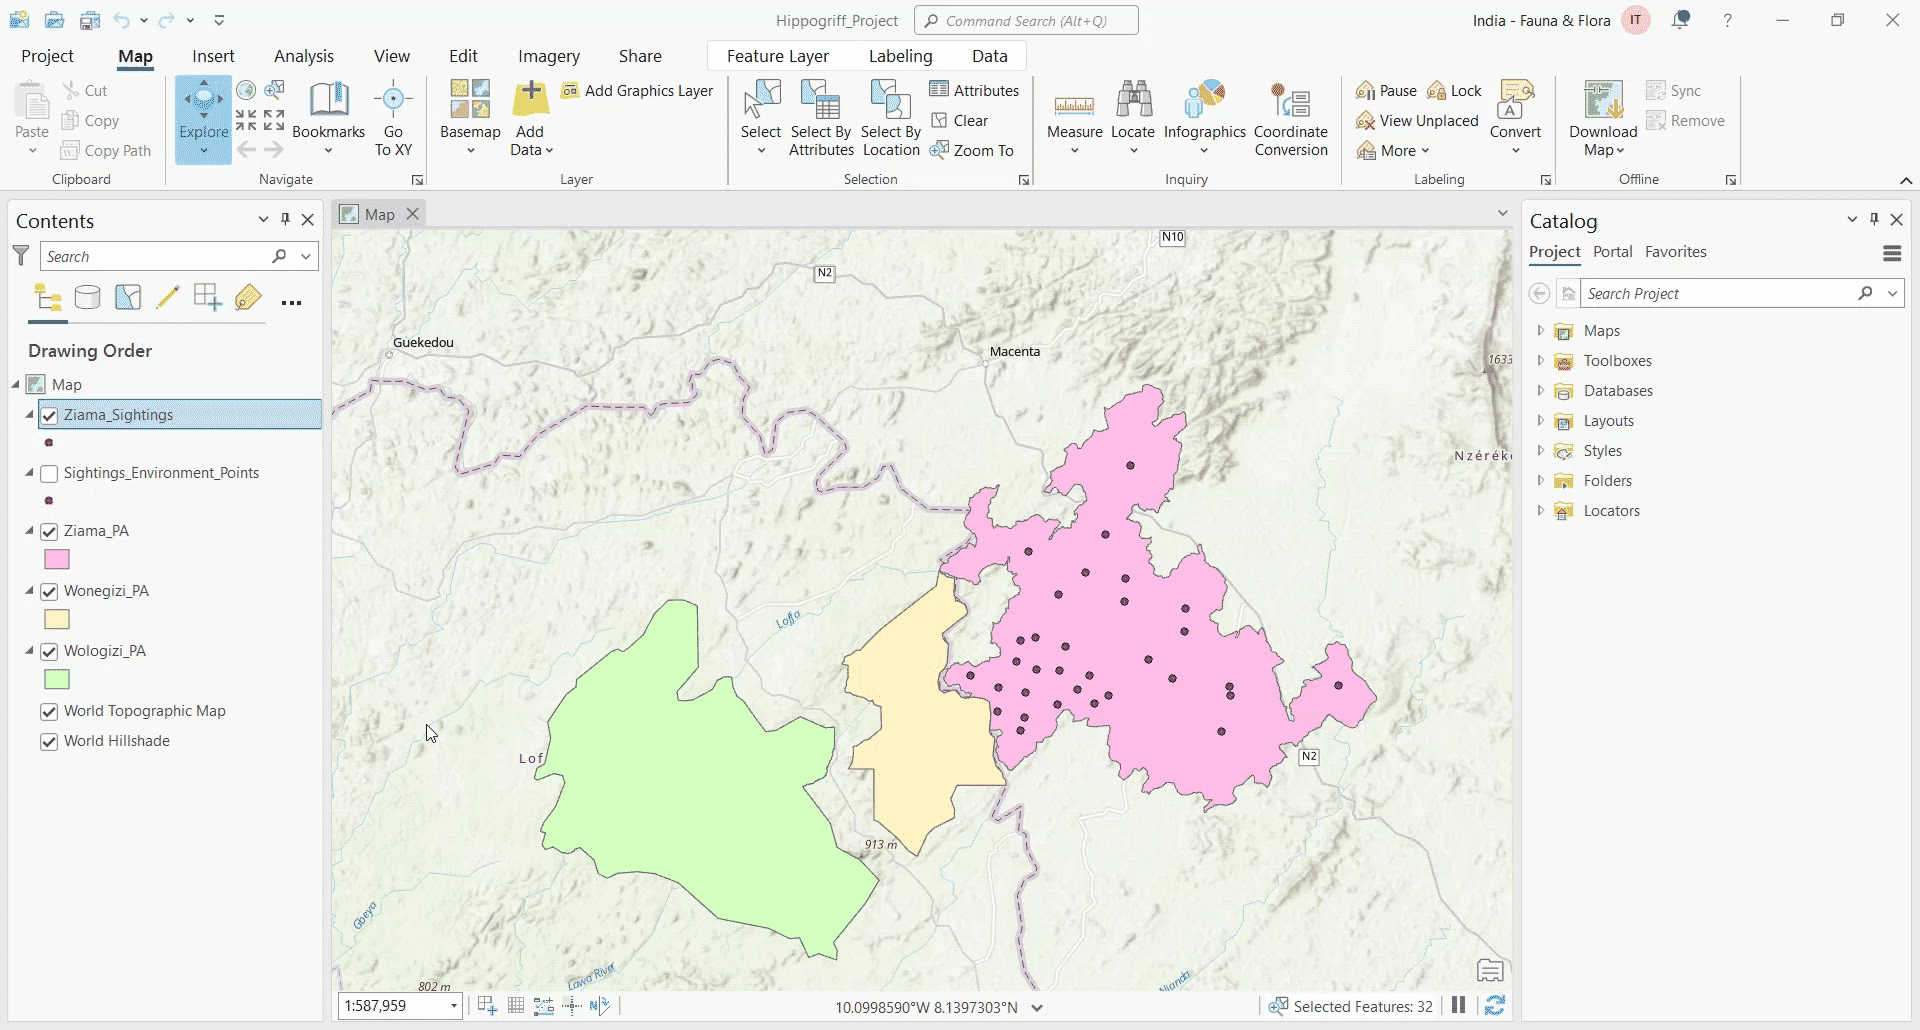 Hippogriff_Project
Command Search (Alt+Q)
India - Fauna & Flora
IT
?
Project
Map
Insert
Analysis
View
Edit
Imagery
Share
Feature Layer
Labeling
Data
Paste
Cut
Copy
Copy Path
Clipboard
Explore
Bookmarks
Go
To XY
Navigate
Basemap
Add
Data
Add Graphics Layer
Layer
Select
Select By
Attributes
Select By
Location
Attributes
Clear
Zoom To
Selection
Measure
Locate
Infographics
Coordinate
Conversion
Inquiry
Pause
Lock
View Unplaced
More
Convert
Labeling
Download
Map
Sync
Remove
Offline
Contents
Search
Drawing Order
Map
Ziama_Sightings
Sightings_Environment_Points
Ziama_PA
Wonegizi_PA
Wologizi_PA
World Topographic Map
World Hillshade
Map
N10
N2
Guekedou
Macenta
1633
Nzéréke
Loffa
Lof
N2
913 m
Gbeya
Lawa River
802 m
Nianda
1:587,959
10.0998590°W 8.1397303°N
Selected Features: 32
Catalog
Project
Portal
Favorites
Search Project
Maps
Toolboxes
Databases
Layouts
Styles
Folders
Locators